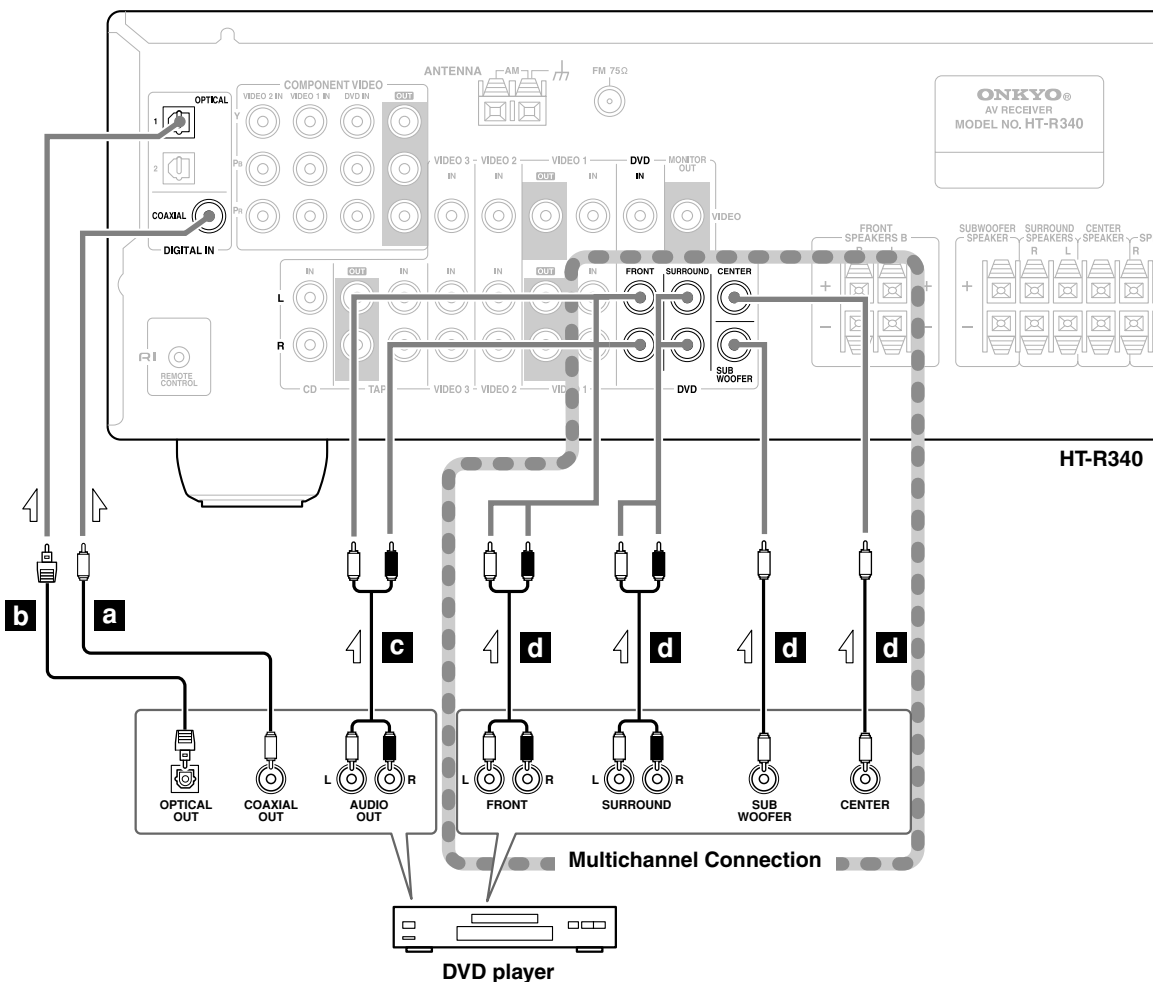 ANTENNA
AM
FM 75Ω
ONKYO®
AV RECEIVER
MODEL NO. HT-R340
COMPONENT VIDEO
VIDEO 2 IN VIDEO 1 IN DVD IN OUT
OPTICAL
1
2
Y
PB
PR
COAXIAL
DIGITAL IN
VIDEO 3 VIDEO 2 VIDEO 1 DVD MONITOR OUT
IN IN OUT IN IN
VIDEO
FRONT SPEAKERS B
R L
SUBWOOFER SPEAKER
SURROUND SPEAKERS
R L
CENTER SPEAKER
R
+ + +
- - -
IN OUT IN IN OUT IN FRONT SURROUND CENTER
L
R
SUB WOOFER
CD TAPE VIDEO 3 VIDEO 2 VIDEO 1 DVD
RI
REMOTE CONTROL
HT-R340
b a c d d d d
OPTICAL OUT
COAXIAL OUT
L R
AUDIO OUT
L R
FRONT
L R
SURROUND
SUB WOOFER
CENTER
Multichannel Connection
DVD player